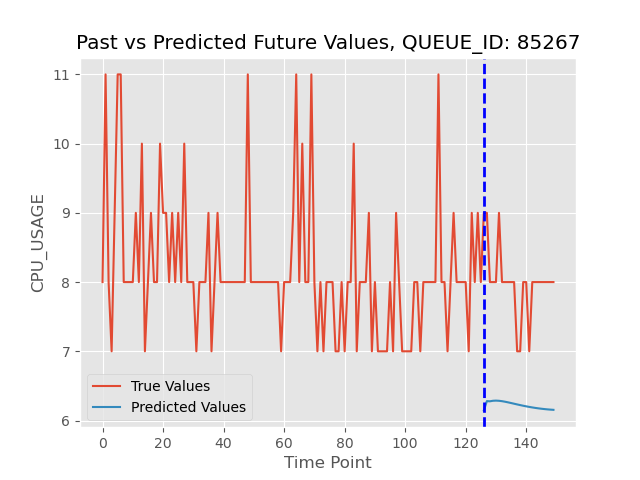 Past vs Predicted Future Values, QUEUE_ID: 85267
11
10
9
8
7
6
CPU_USAGE
True Values
Predicted Values
0 20 40 60 80 100 120 140
Time Point